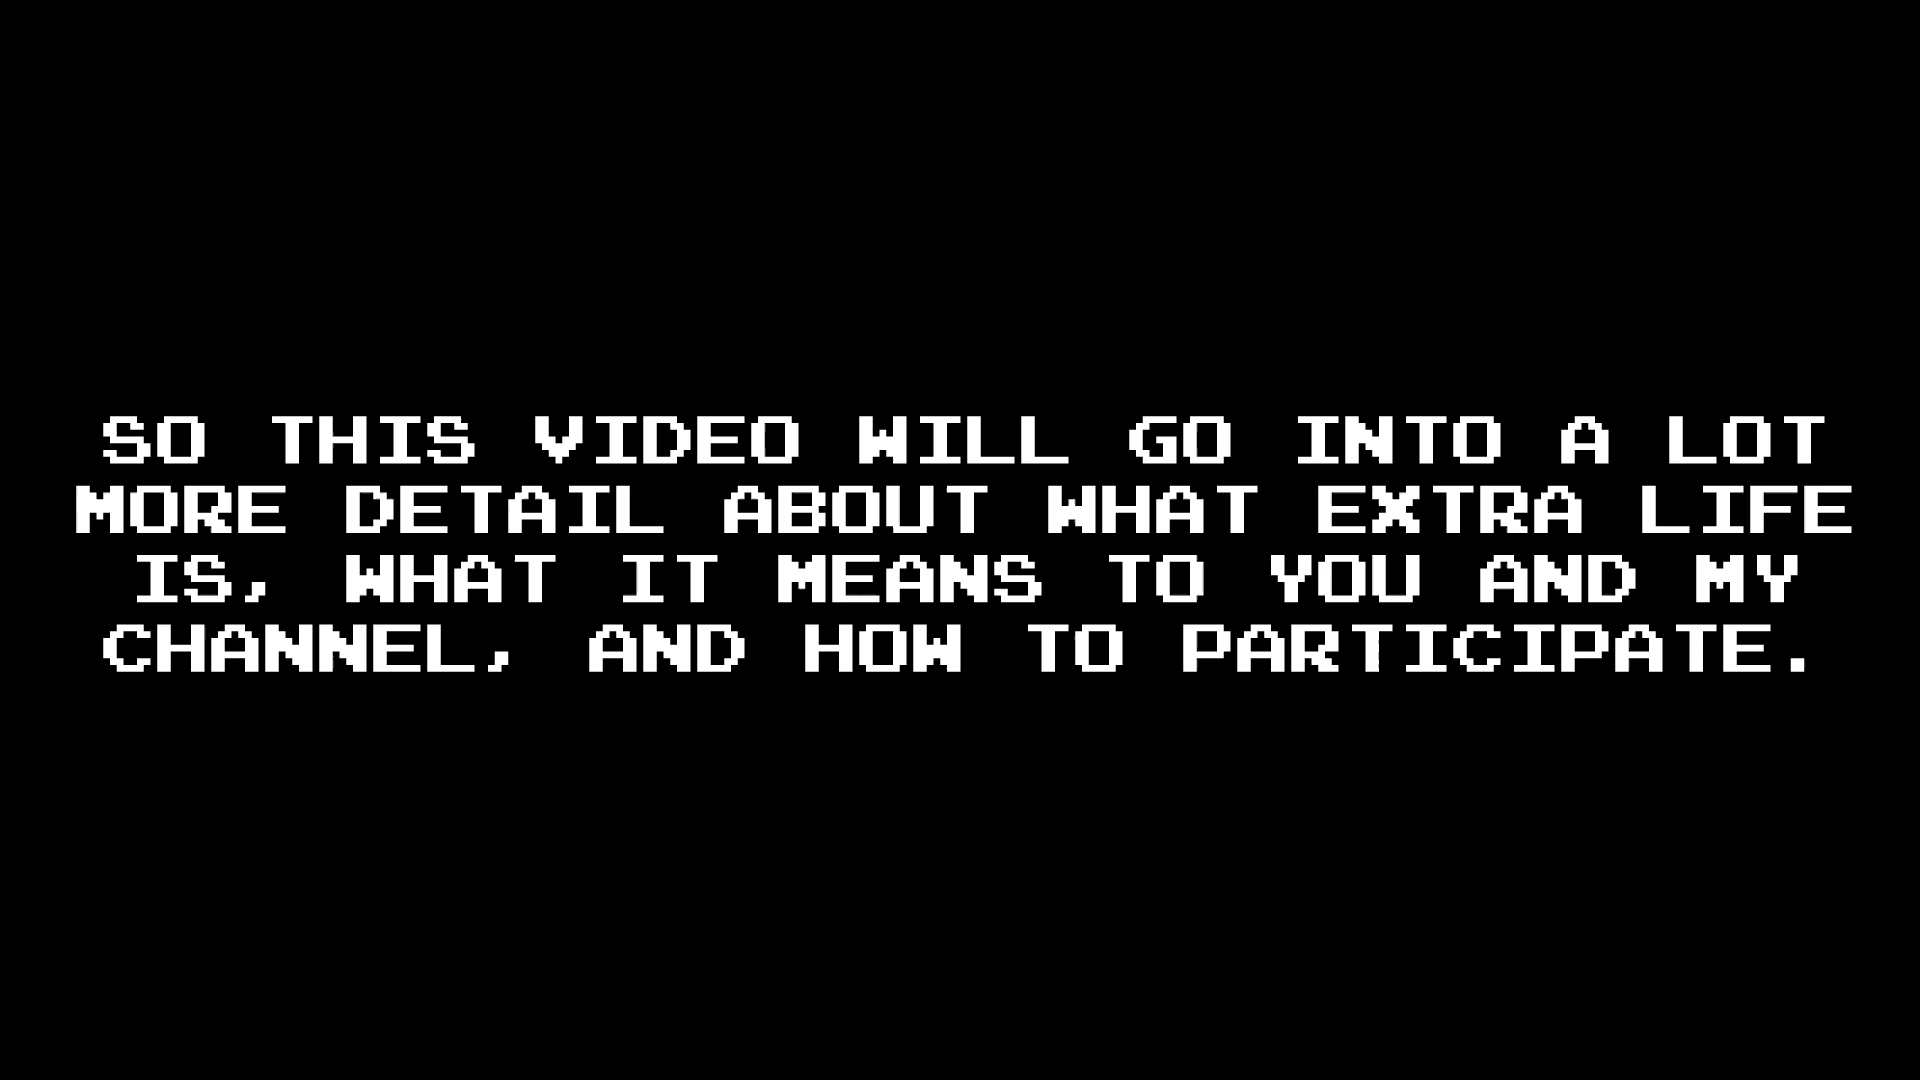 SO THIS VIDEO WILL GO INTO A LOT
MORE DETAIL ABOUT WHAT EXTRA LIFE
IS, WHAT IT MEANS TO YOU AND MY
CHANNEL, AND HOW TO PARTICIPATE.